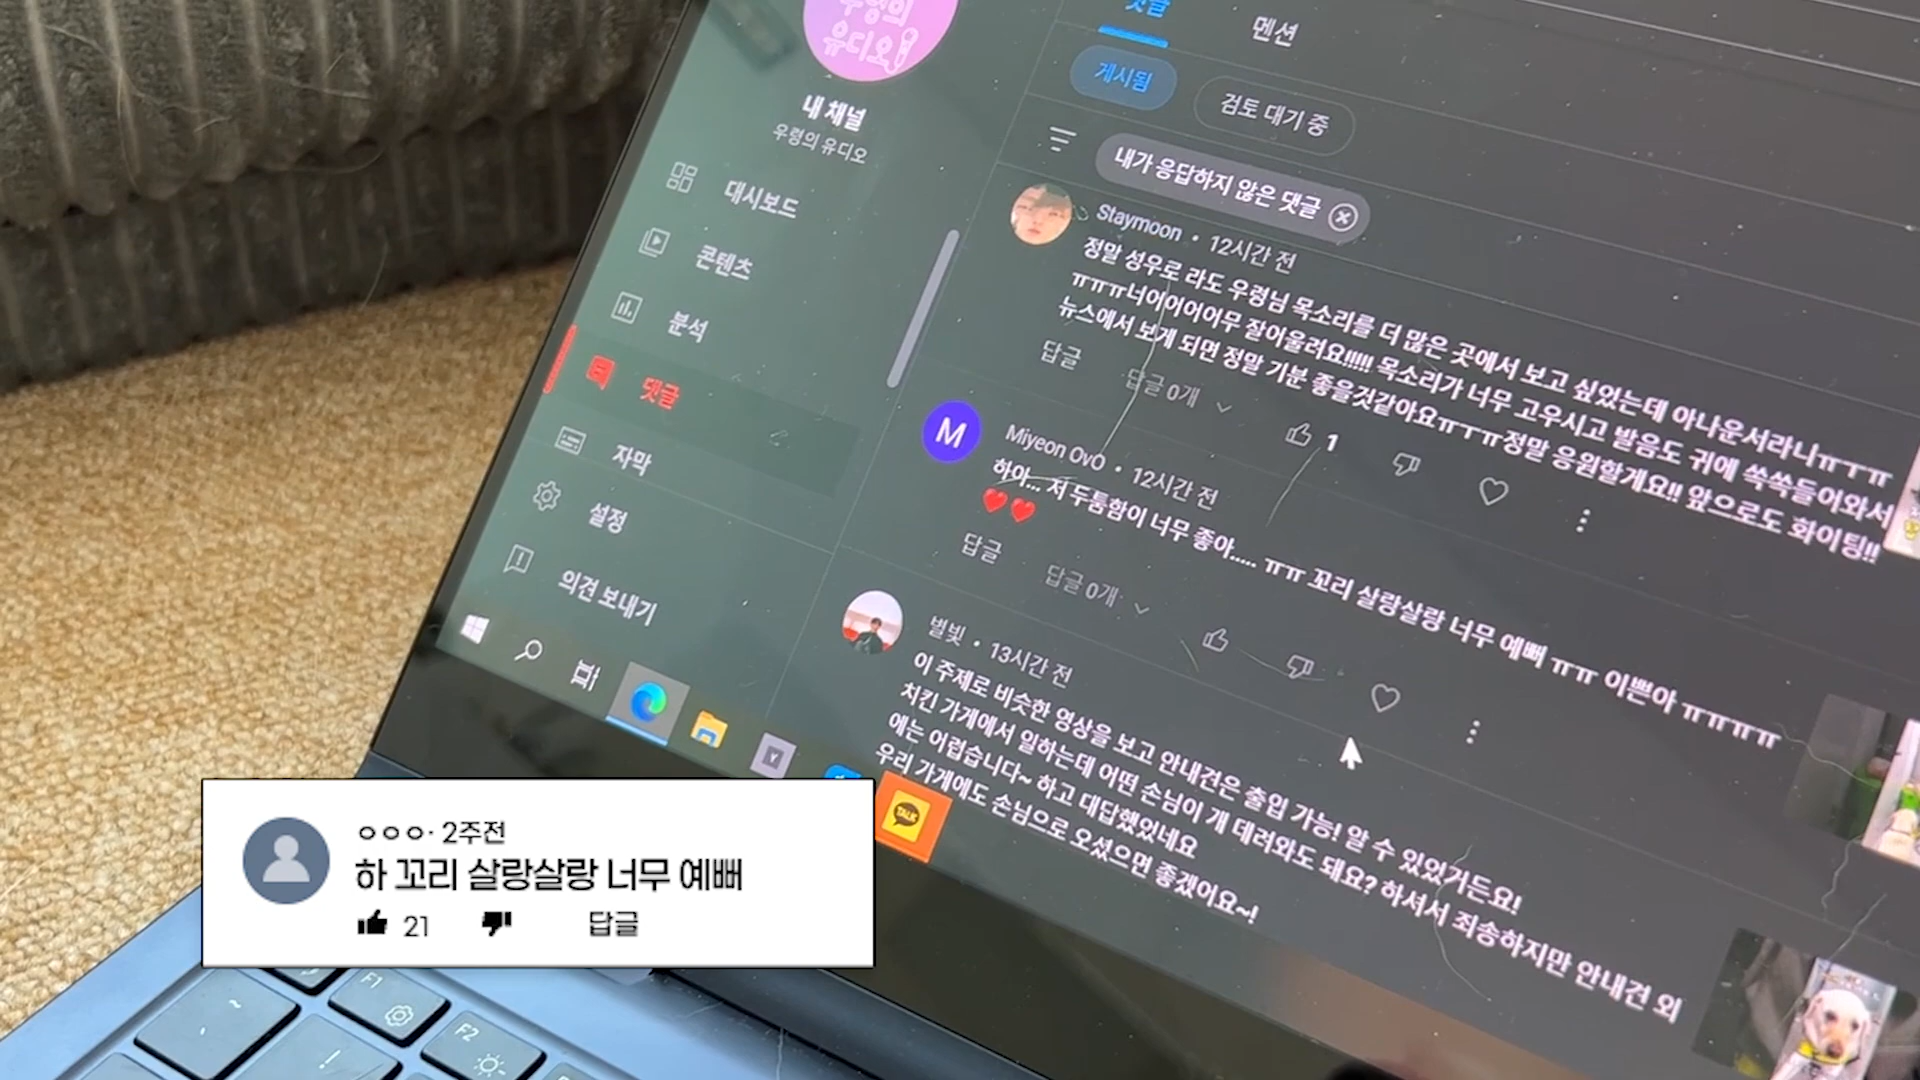 우령의
유디오
내 채널
우령의 유디오
대시보드
콘텐츠
분석
댓글
자막
설정
의견 보내기
댓글
멘션
게시됨
검토 대기 중
내가 응답하지 않은 댓글
Staymoon • 12시간 전
정말 성우로 라도 우령님 목소리를 더 많은 곳에서 보고 싶었는데 아나운서라니ㅠㅜㅠ
ㅠㅠㅠ너어어어어무 잘어울려요!!!!! 목소리가 너무 고우시고 발음도 귀에 쏙쏙들어와서
뉴스에서 보게 되면 정말 기분 좋을것같아요ㅠㅜㅠ정말 응원할게요!! 앞으로도 화이팅!!
답글
답글 0개
1
M
Miyeon OvO • 12시간 전
하아... 저 두툼함이 너무 좋아..... ㅠㅠ 꼬리 살랑살랑 너무 예뻐 ㅠㅠ 이쁜아 ㅠㅠㅠㅠ
❤️❤️
답글
답글 0개
별빛 • 13시간 전
이 주제로 비슷한 영상을 보고 안내견은 출입 가능! 알 수 있었거든요!
치킨 가게에서 일하는데 어떤 손님이 개 데려와도 돼요? 하셔서 죄송하지만 안내견 외
에는 어렵습니다~ 하고 대답했었네요
우리 가게에도 손님으로 오셨으면 좋겠어요~!
TALK
ㅇㅇㅇ· 2주전
하 꼬리 살랑살랑 너무 예뻐
21
답글
F1
F2
~
!